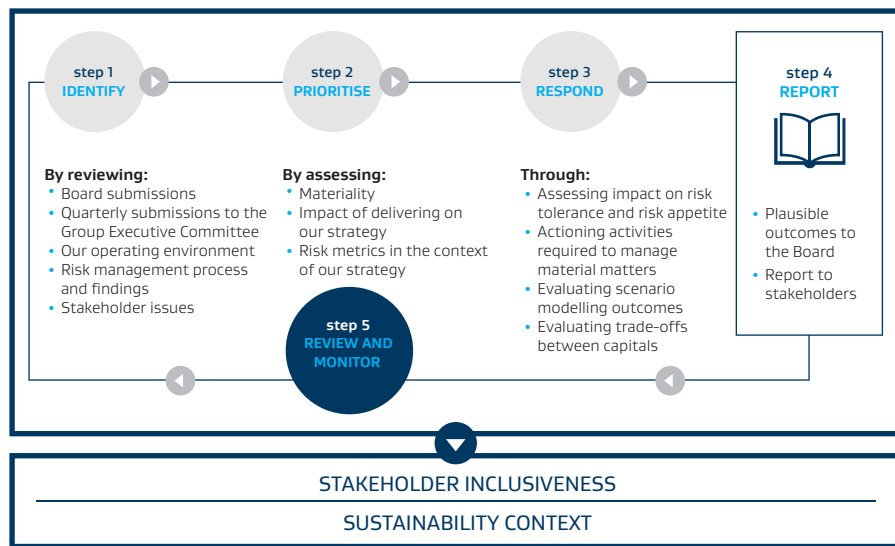 step 1
IDENTIFY
step 2
PRIORITISE
step 3
RESPOND
step 4
REPORT
By reviewing:
• Board submissions
• Quarterly submissions to the
Group Executive Committee
• Our operating environment
• Risk management process
and findings
• Stakeholder issues
By assessing:
• Materiality
• Impact of delivering on
our strategy
• Risk metrics in the context
of our strategy
Through:
• Assessing impact on risk
tolerance and risk appetite
• Actioning activities
required to manage
material matters
• Evaluating scenario
modelling outcomes
• Evaluating trade-offs
between capitals
• Plausible
outcomes to
the Board
• Report to
stakeholders
step 5
REVIEW AND
MONITOR
STAKEHOLDER INCLUSIVENESS
SUSTAINABILITY CONTEXT